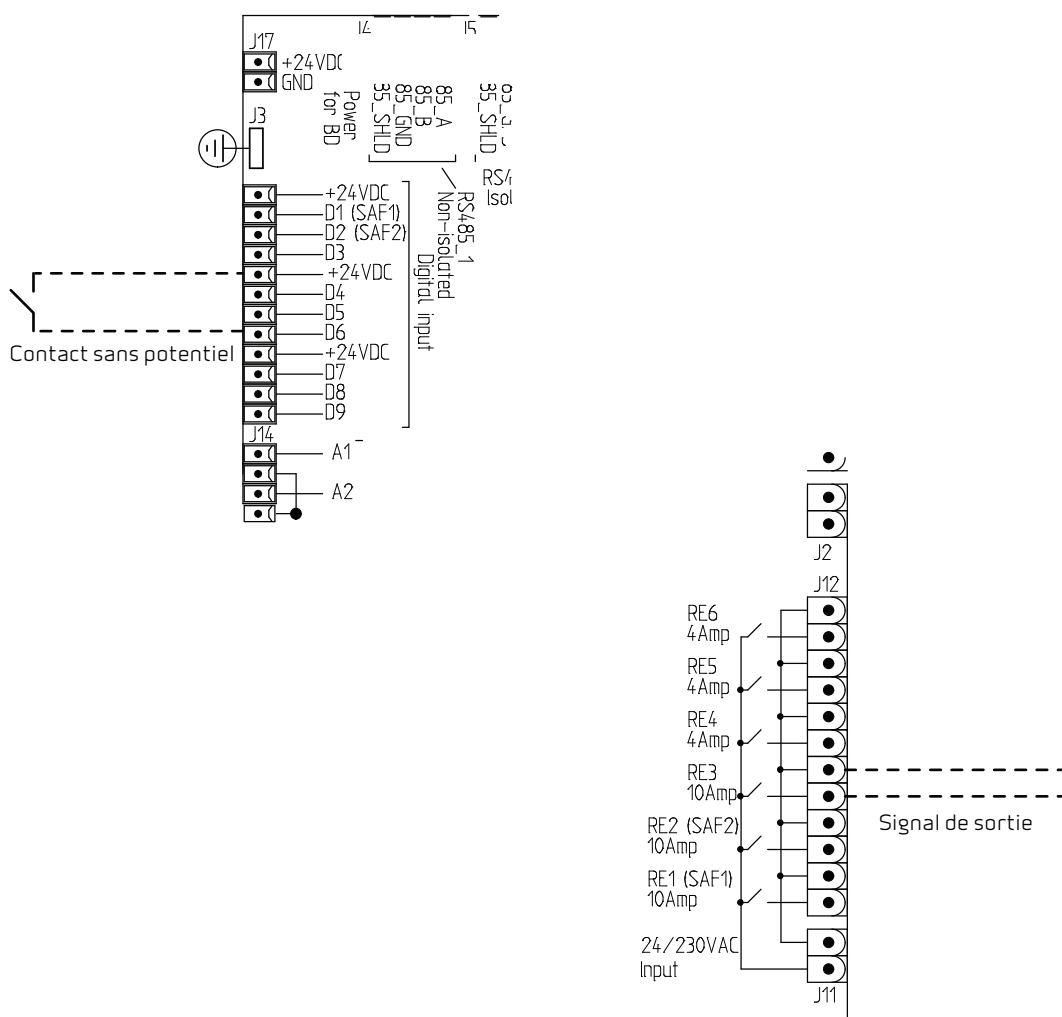 J17
+24VDC
GND
Power
for BD
85_GND
85_B
85_A
J3
+24VDC
D1 (SAF1)
D2 (SAF2)
D3
+24VDC
D4
D5
D6
+24VDC
D7
D8
D9
RS485_1
Non-isolated
Digital input
Contact sans potentiel
J14
A1
A2
J2
J12
RE6
4Amp
RE5
4Amp
RE4
4Amp
RE3
10Amp
RE2 (SAF2)
10Amp
RE1 (SAF1)
10Amp
Signal de sortie
24/230VAC
Input
J11